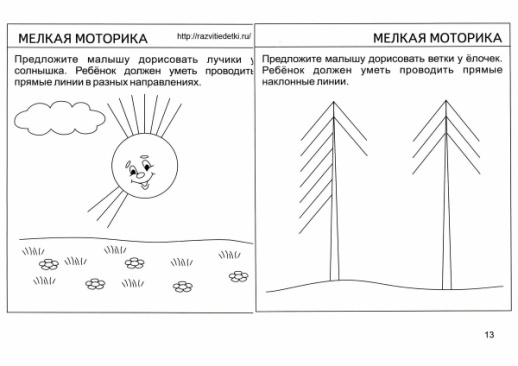 МЕЛКАЯ МОТОРИКА http://razvitiedetki.ru/
Предложите малышу дорисовать лучики у
солнышка. Ребёнок должен уметь проводить
прямые линии в разных направлениях.
МЕЛКАЯ МОТОРИКА
Предложите малышу дорисовать ветки у ёлочек.
Ребёнок должен уметь проводить прямые
наклонные линии.
13